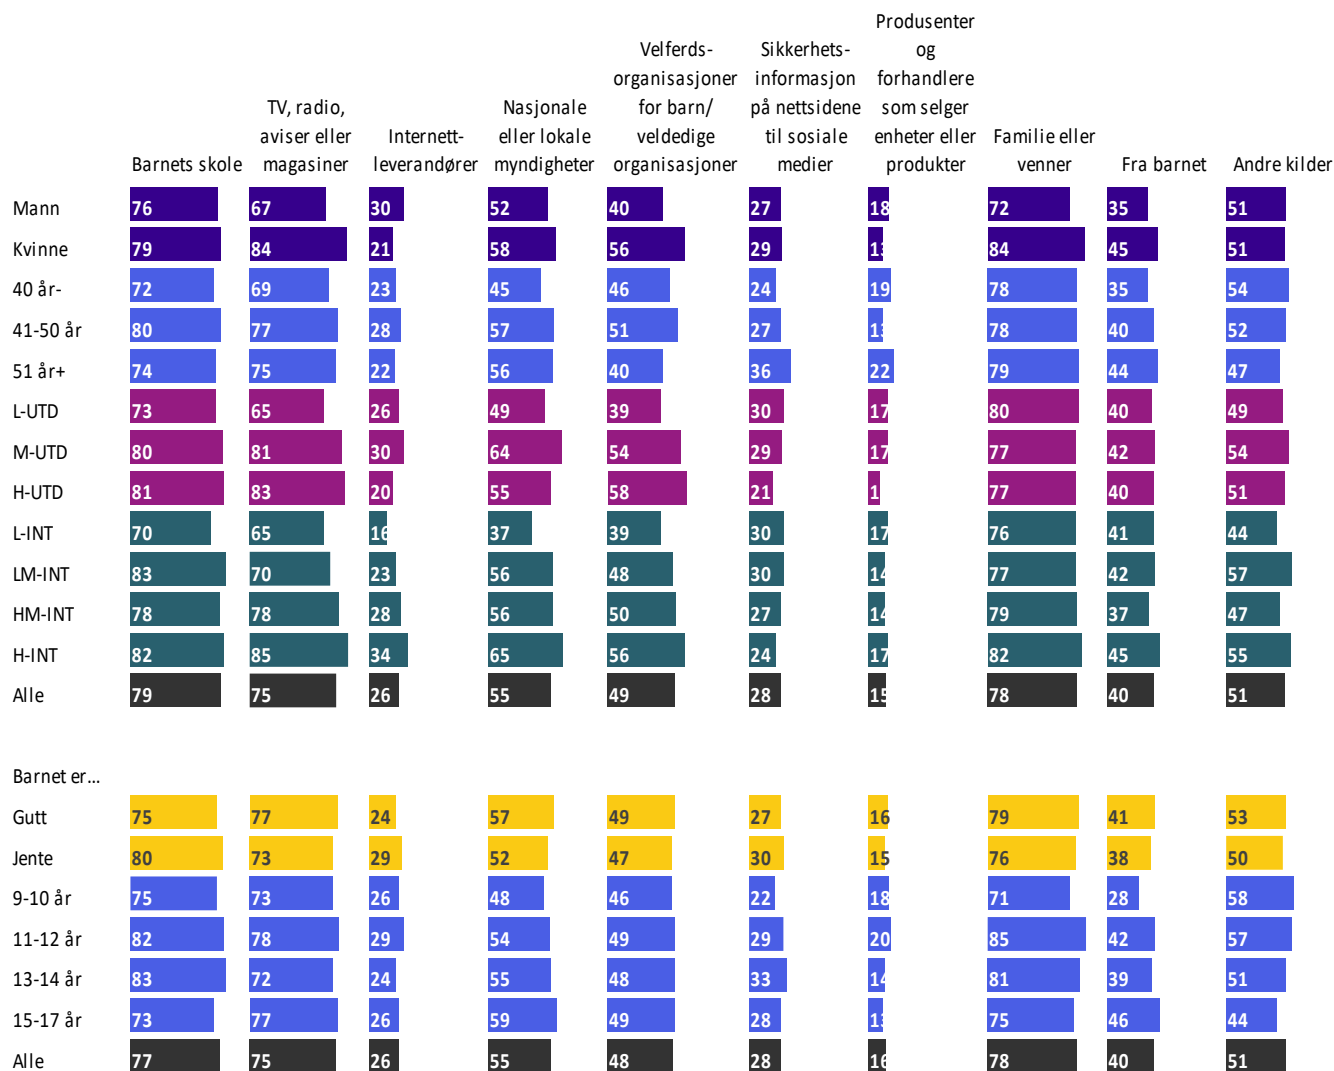 Barnets skole
TV, radio,
aviser eller
magasiner
Internett-
leverandører
Nasjonale
eller lokale
myndigheter
Velferds-
organisasjoner
for barn/
veldedige
organisasjoner
Sikkerhets-
informasjon
på nettsidene
til sosiale
medier
Produsenter
og
forhandlere
som selger
enheter eller
produkter
Familie eller
venner
Fra barnet
Andre kilder
Mann 76 67 30 52 40 27 18 72 35 51
Kvinne 79 84 21 58 56 29 13 84 45 51
40 år- 72 69 23 45 46 24 19 78 35 54
41-50 år 80 77 28 57 51 27 13 78 40 52
51 år+ 74 75 22 56 40 36 22 79 44 47
L-UTD 73 65 26 49 39 30 17 80 40 49
M-UTD 80 81 30 64 54 29 17 77 42 54
H-UTD 81 83 20 55 58 21 1 77 40 51
L-INT 70 65 16 37 39 30 17 76 41 44
LM-INT 83 70 23 56 48 30 14 77 42 57
HM-INT 78 78 28 56 50 27 14 79 37 47
H-INT 82 85 34 65 56 24 17 82 45 55
Alle 79 75 26 55 49 28 15 78 40 51
Barnet er...
Gutt 75 77 24 57 49 27 16 79 41 53
Jente 80 73 29 52 47 30 15 76 38 50
9-10 år 75 73 26 48 46 22 18 71 28 58
11-12 år 82 78 29 54 49 29 20 85 42 57
13-14 år 83 72 24 55 48 33 14 81 39 51
15-17 år 73 77 26 59 49 28 13 75 46 44
Alle 77 75 26 55 48 28 16 78 40 51